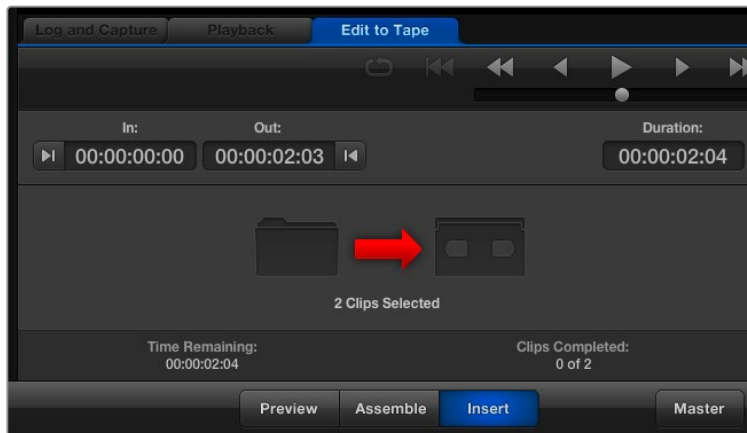 Log and Capture Playback Edit to Tape
In: Out: Duration:
00:00:00:00 00:00:02:03 00:00:02:04
2 Clips Selected
Time Remaining: Clips Completed:
00:00:02:04 0 of 2
Preview Assemble Insert Master